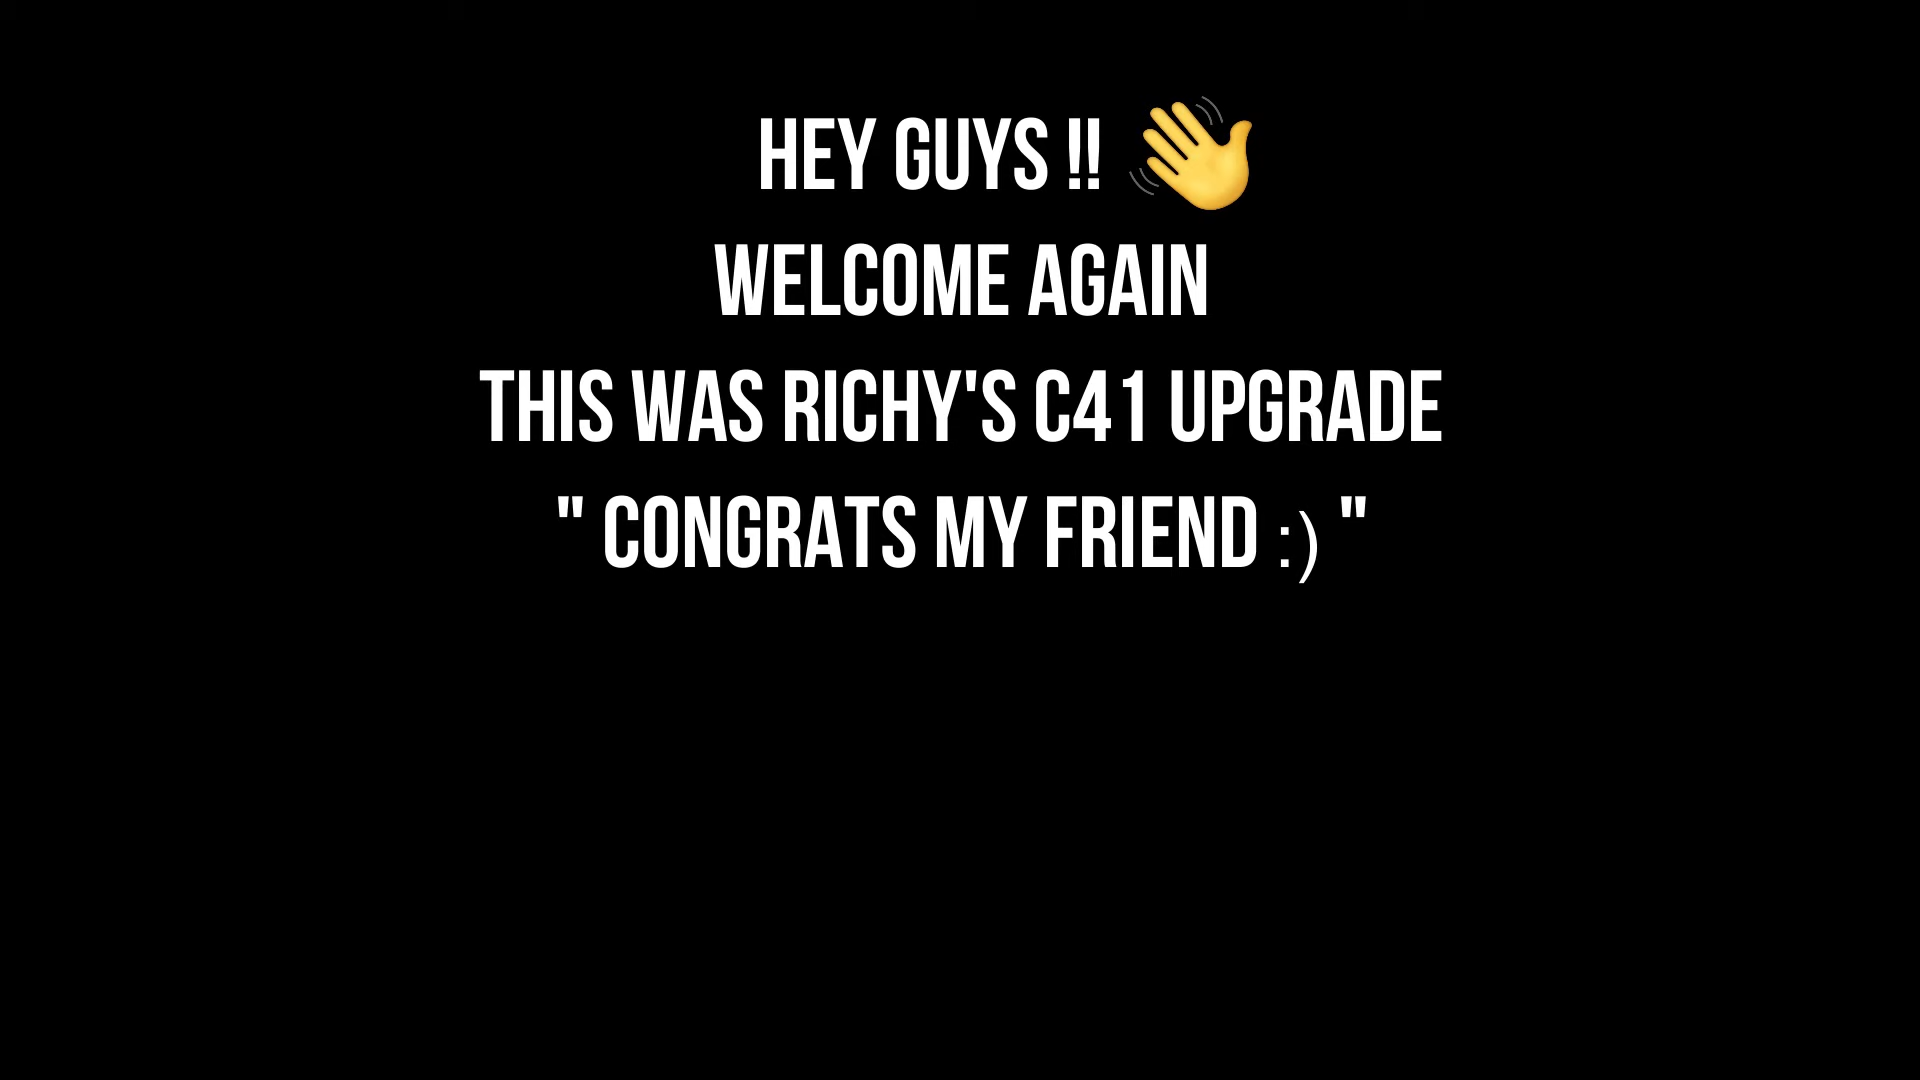 HEY GUYS !! 👋
WELCOME AGAIN
THIS WAS RICHY'S C41 UPGRADE
" CONGRATS MY FRIEND :) "